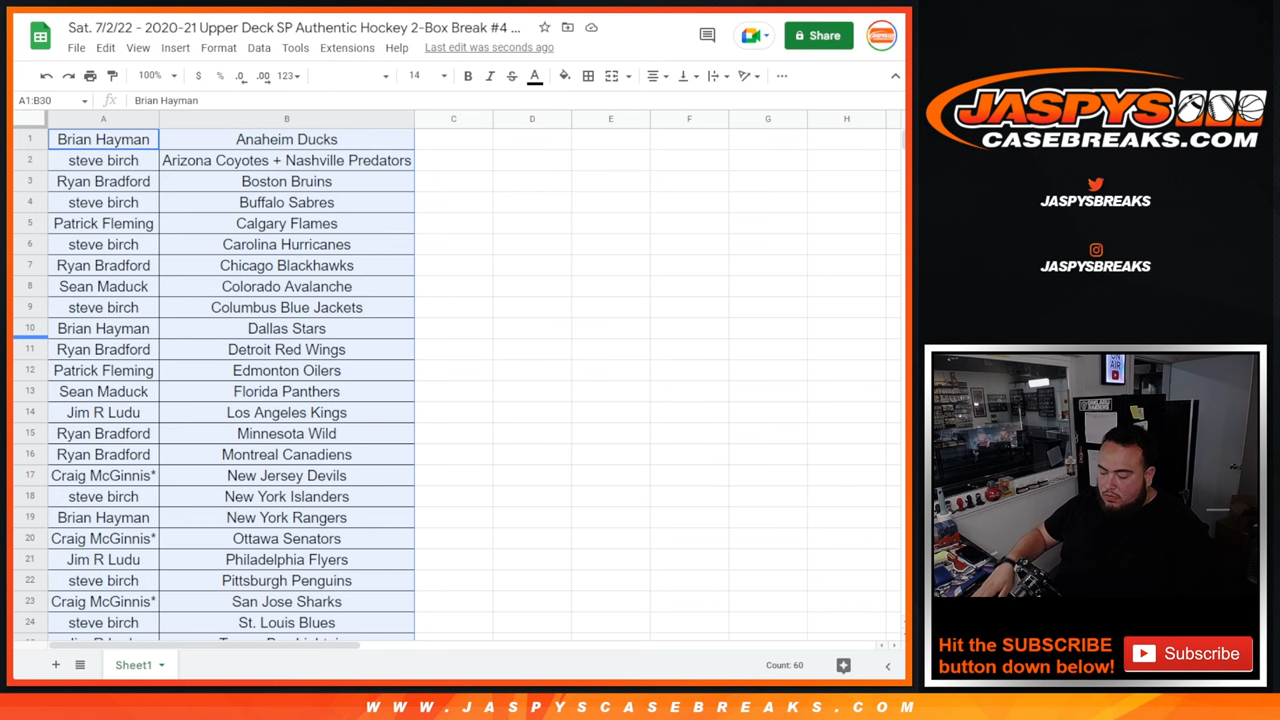 Sat. 7/2/22 - 2020-21 Upper Deck SP Authentic Hockey 2-Box Break #4 ...
File Edit View Insert Format Data Tools Extensions Help Last edit was seconds ago
Share
100% $ % .0 .00 123 14 B I S A
A1:B30 fx Brian Hayman
A B C D E F G H
1 Brian Hayman Anaheim Ducks
2 steve birch Arizona Coyotes + Nashville Predators
3 Ryan Bradford Boston Bruins
4 steve birch Buffalo Sabres
5 Patrick Fleming Calgary Flames
6 steve birch Carolina Hurricanes
7 Ryan Bradford Chicago Blackhawks
8 Sean Maduck Colorado Avalanche
9 steve birch Columbus Blue Jackets
10 Brian Hayman Dallas Stars
11 Ryan Bradford Detroit Red Wings
12 Patrick Fleming Edmonton Oilers
13 Sean Maduck Florida Panthers
14 Jim R Ludu Los Angeles Kings
15 Ryan Bradford Minnesota Wild
16 Ryan Bradford Montreal Canadiens
17 Craig McGinnis* New Jersey Devils
18 steve birch New York Islanders
19 Brian Hayman New York Rangers
20 Craig McGinnis* Ottawa Senators
21 Jim R Ludu Philadelphia Flyers
22 steve birch Pittsburgh Penguins
23 Craig McGinnis* San Jose Sharks
24 steve birch St. Louis Blues
Sheet1
Count: 60
JASPYS
CASEBREAKS.COM
JASPYSBREAKS
JASPYSBREAKS
ON AIR
Hit the SUBSCRIBE
button down below!
Subscribe
WWW.JASPYSCASEBREAKS.COM